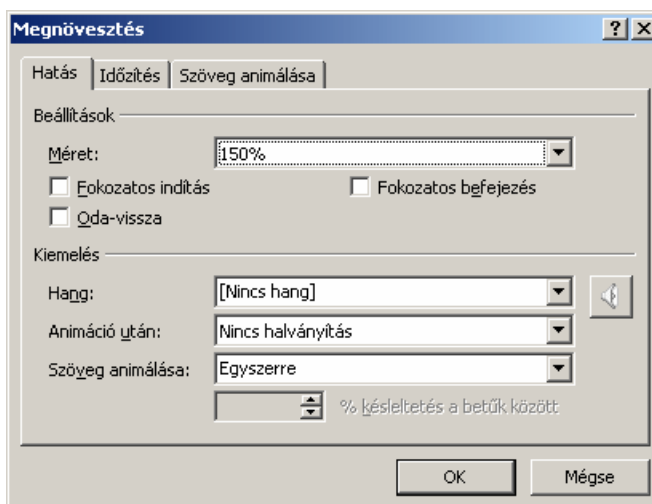 Megnövesztés
Hatás Időzítés Szöveg animálása
Beállítások
Méret: 150%
Fokozatos indítás Fokozatos befejezés
Oda-vissza
Kiemelés
Hang: [Nincs hang]
Animáció után: Nincs halványítás
Szöveg animálása: Egyszerre
% késleltetés a betűk között
OK Mégse